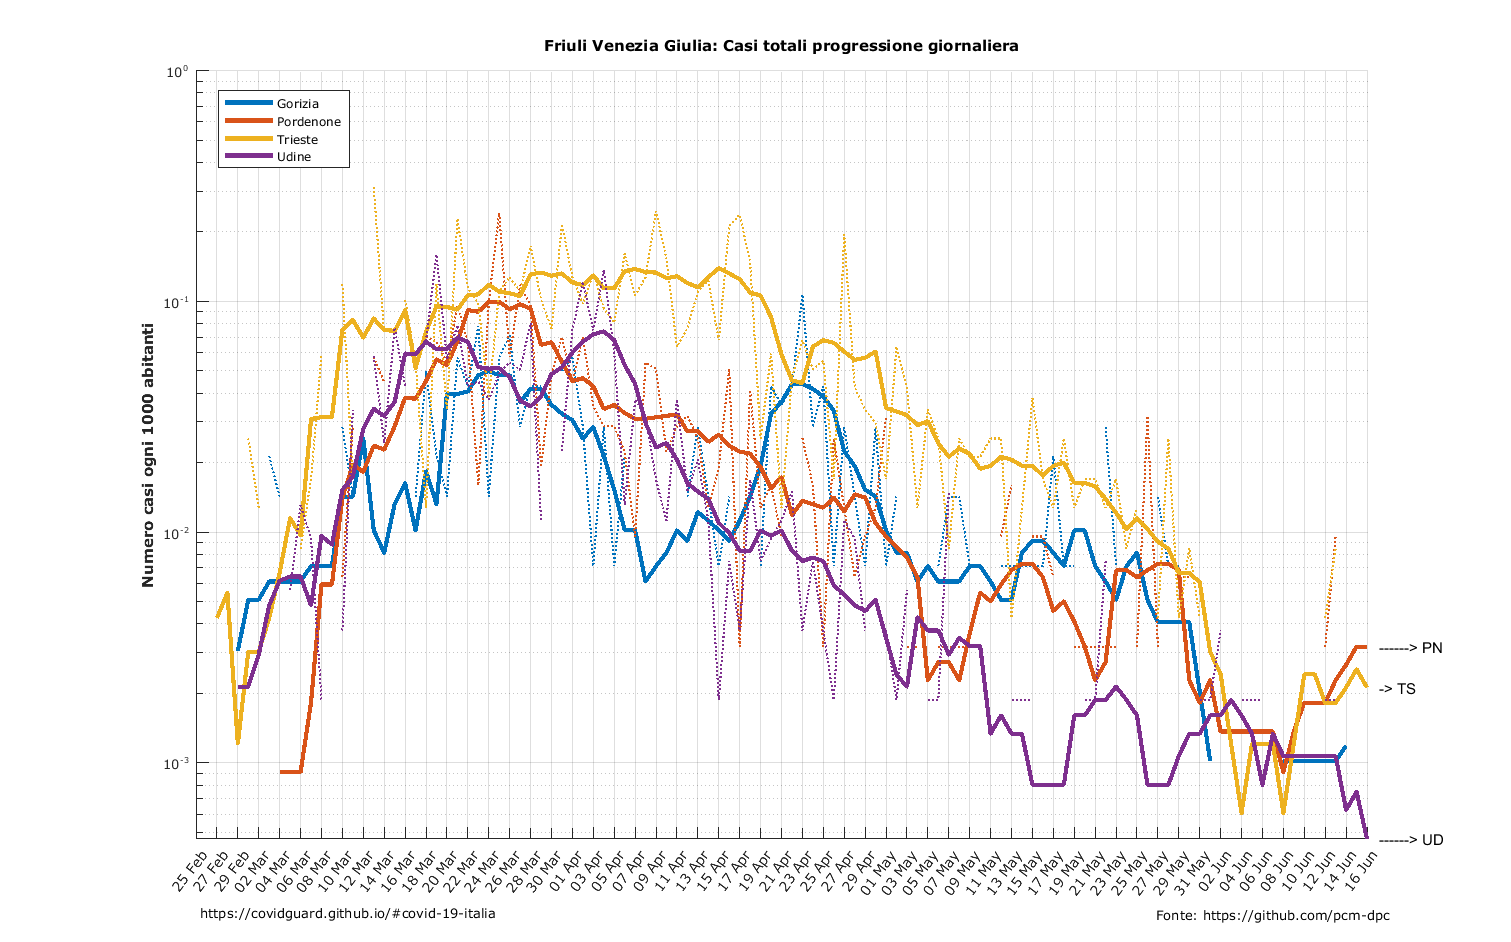 Friuli Venezia Giulia: Casi totali progressione giornaliera
10^0
10^-1
10^-2
10^-3
Numero casi ogni 1000 abitanti
Gorizia
Pordenone
Trieste
Udine
------> PN
-> TS
------> UD
25 Feb
27 Feb
29 Feb
02 Mar
04 Mar
06 Mar
08 Mar
10 Mar
12 Mar
14 Mar
16 Mar
18 Mar
20 Mar
22 Mar
24 Mar
26 Mar
28 Mar
30 Mar
01 Apr
03 Apr
05 Apr
07 Apr
09 Apr
11 Apr
13 Apr
15 Apr
17 Apr
19 Apr
21 Apr
23 Apr
25 Apr
27 Apr
29 Apr
01 May
03 May
05 May
07 May
09 May
11 May
13 May
15 May
17 May
19 May
21 May
23 May
25 May
27 May
29 May
31 May
02 Jun
04 Jun
06 Jun
08 Jun
10 Jun
12 Jun
14 Jun
16 Jun
https://covidguard.github.io/#covid-19-italia
Fonte: https://github.com/pcm-dpc